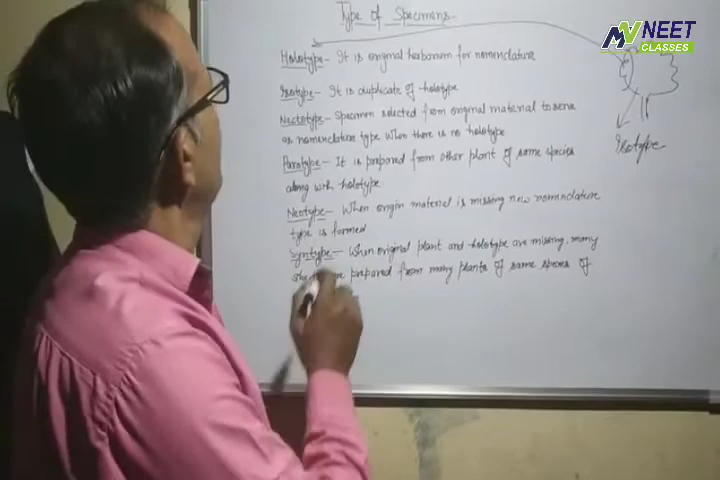 Type of Specimens
NEET
CLASSES
Holotype- It is original herbarium for nomenclature
Isotype- It is duplicate of holotype
Nectotype- Specimen selected from original material to serve
as nomenclature type when there is no holotype
Isotype
Paratype- It is prepared from other plant of same species
along with holotype
Neotype- When origin material is missing new nomenclature
type is formed
Syntype- When original plant and holotype are missing, many
prepared from many plants of same species of